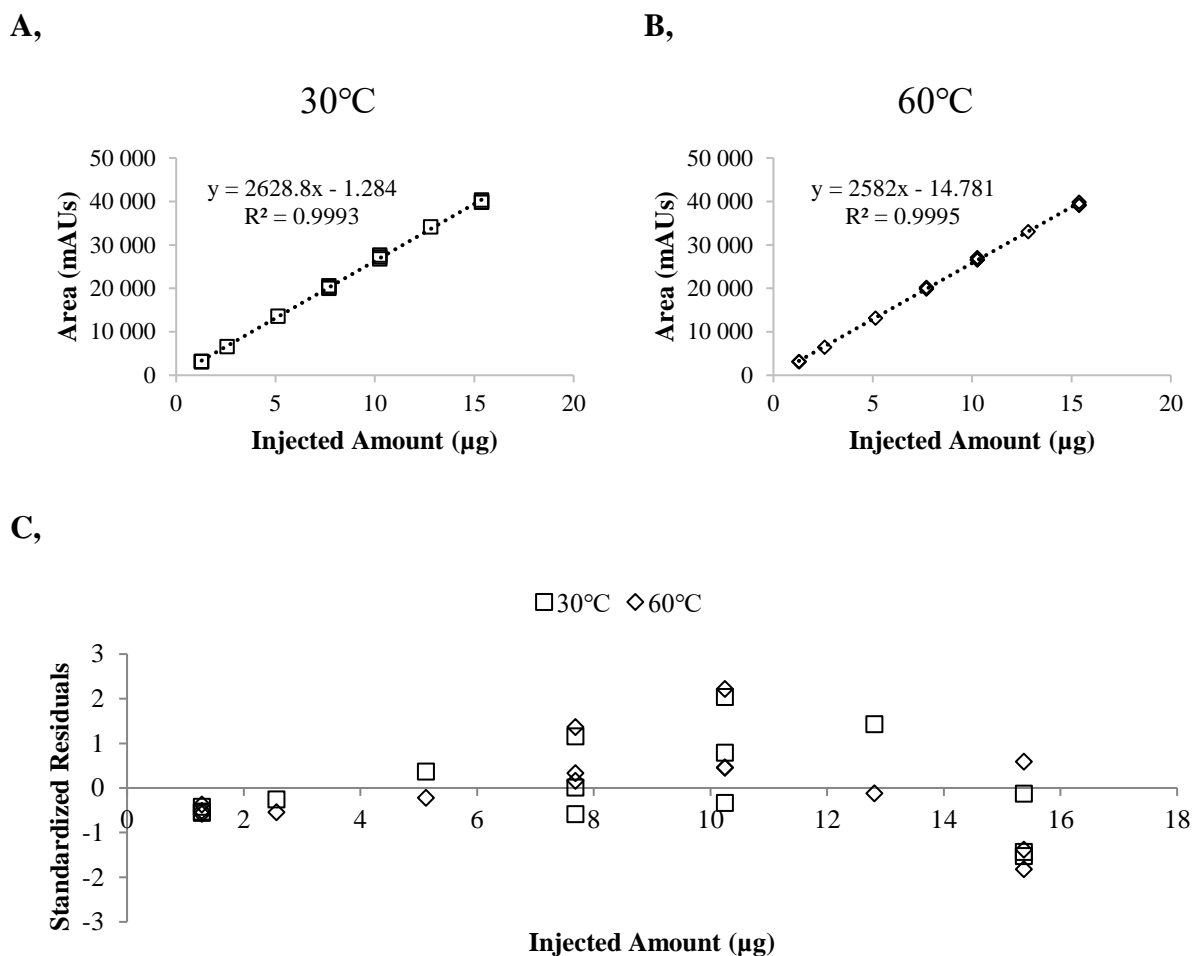 A,
B,
30°C
60°C
50 000
40 000
30 000
20 000
10 000
0
y = 2628.8x - 1.284
R² = 0.9993
Area (mAUs)
0 5 10 15 20
Injected Amount (µg)
50 000
40 000
30 000
20 000
10 000
0
y = 2582x - 14.781
R² = 0.9995
Area (mAUs)
0 5 10 15 20
Injected Amount (µg)
C,
30°C 60°C
3
2
1
0
-1
-2
-3
Standardized Residuals
0 2 4 6 8 10 12 14 16 18
Injected Amount (µg)